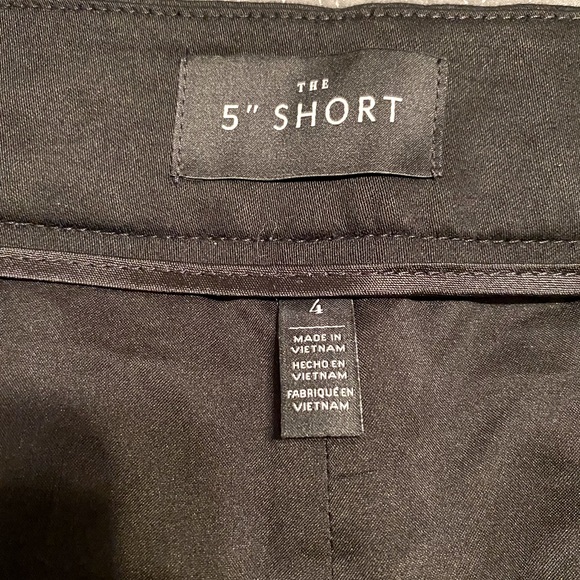 THE
5" SHORT
4
MADE IN
VIETNAM
HECHO EN
VIETNAM
FABRIQUÉ EN
VIETNAM